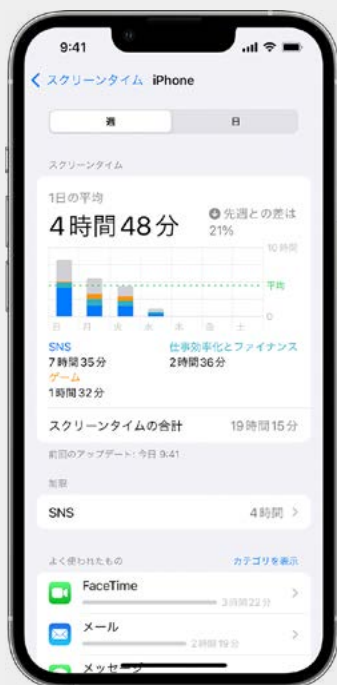 9:41
スクリーンタイム iPhone
週 日
スクリーンタイム
1日の平均
4時間48分
先週との差は
21%
10時間
平均
0
日 月 火 水 木 金 土
SNS 仕事効率化とファイナンス
7時間35分 2時間36分
ゲーム
1時間32分
スクリーンタイムの合計 19時間15分
前回のアップデート: 今日 9:41
制限
SNS 4時間
よく使われたもの カテゴリを表示
FaceTime
3時間22分
メール
2時間19分
メッセージ